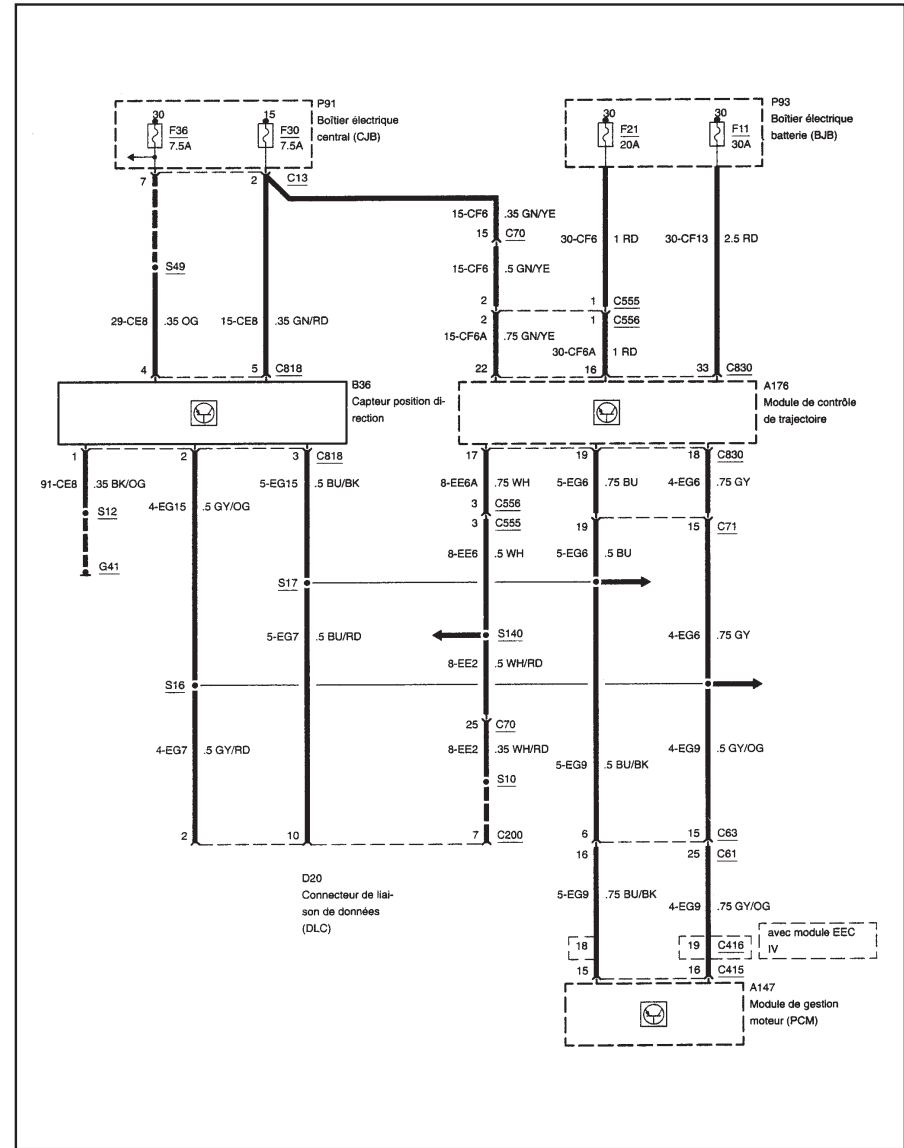 P91
Boîtier électrique
central (CJB)
30
F36
7.5A
15
F30
7.5A
7
2
C13
P93
Boîtier électrique
batterie (BJB)
30
F21
20A
30
F11
30A
15-CF6 .35 GN/YE
15 C70
15-CF6 .5 GN/YE
30-CF6 1 RD
30-CF13 2.5 RD
S49
2
1 C555
2
1 C556
29-CE8 .35 OG
15-CE8 .35 GN/RD
15-CF6A .75 GN/YE
30-CF6A 1 RD
4
5 C818
22
16
33 C830
B36
Capteur position di-
rection
A176
Module de contrôle
de trajectoire
1
2
3 C818
17
19
18 C830
91-CE8 .35 BK/OG
4-EG15 .5 GY/OG
5-EG15 .5 BU/BK
8-EE6A .75 WH
5-EG6 .75 BU
4-EG6 .75 GY
S12
G41
3 C556
3 C555
19
15 C71
8-EE6 .5 WH
5-EG6 .5 BU
S17
5-EG7 .5 BU/RD
S140
4-EG6 .75 GY
8-EE2 .5 WH/RD
S16
25 C70
4-EG7 .5 GY/RD
8-EE2 .35 WH/RD
5-EG9 .5 BU/BK
4-EG9 .5 GY/OG
S10
2
10
7 C200
6
15 C63
16
25 C61
D20
Connecteur de liai-
son de données
(DLC)
5-EG9 .75 BU/BK
4-EG9 .75 GY/OG
18
19 C416
avec module EEC
IV
15
16 C415
A147
Module de gestion
moteur (PCM)